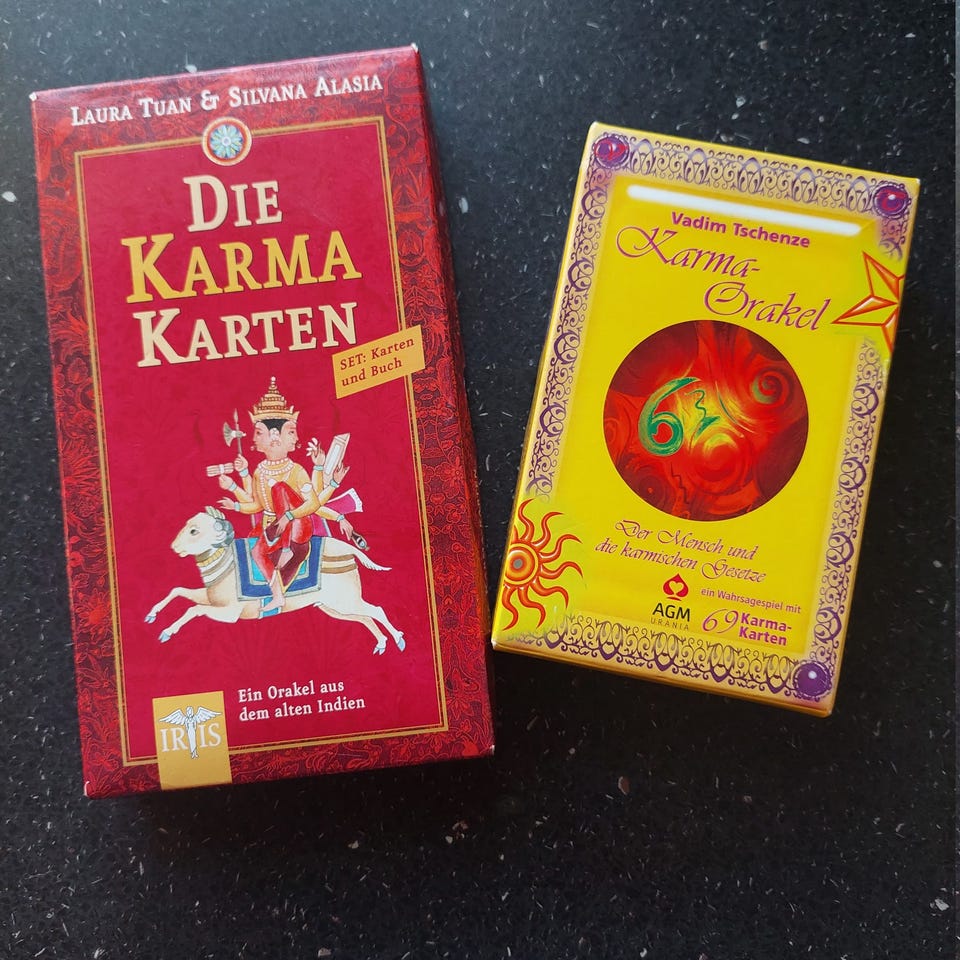 LAURA TUAN & SILVANA ALASIA
DIE
KARMA
KARTEN
SET: Karten
und Buch
Ein Orakel aus
dem alten Indien
IRIS
Vadim Tschenze
Karma-
Orakel
6
Der Mensch und
die karmischen Gesetze
AGM
URANIA
ein Wahrsagespiel mit
69 Karma-
Karten